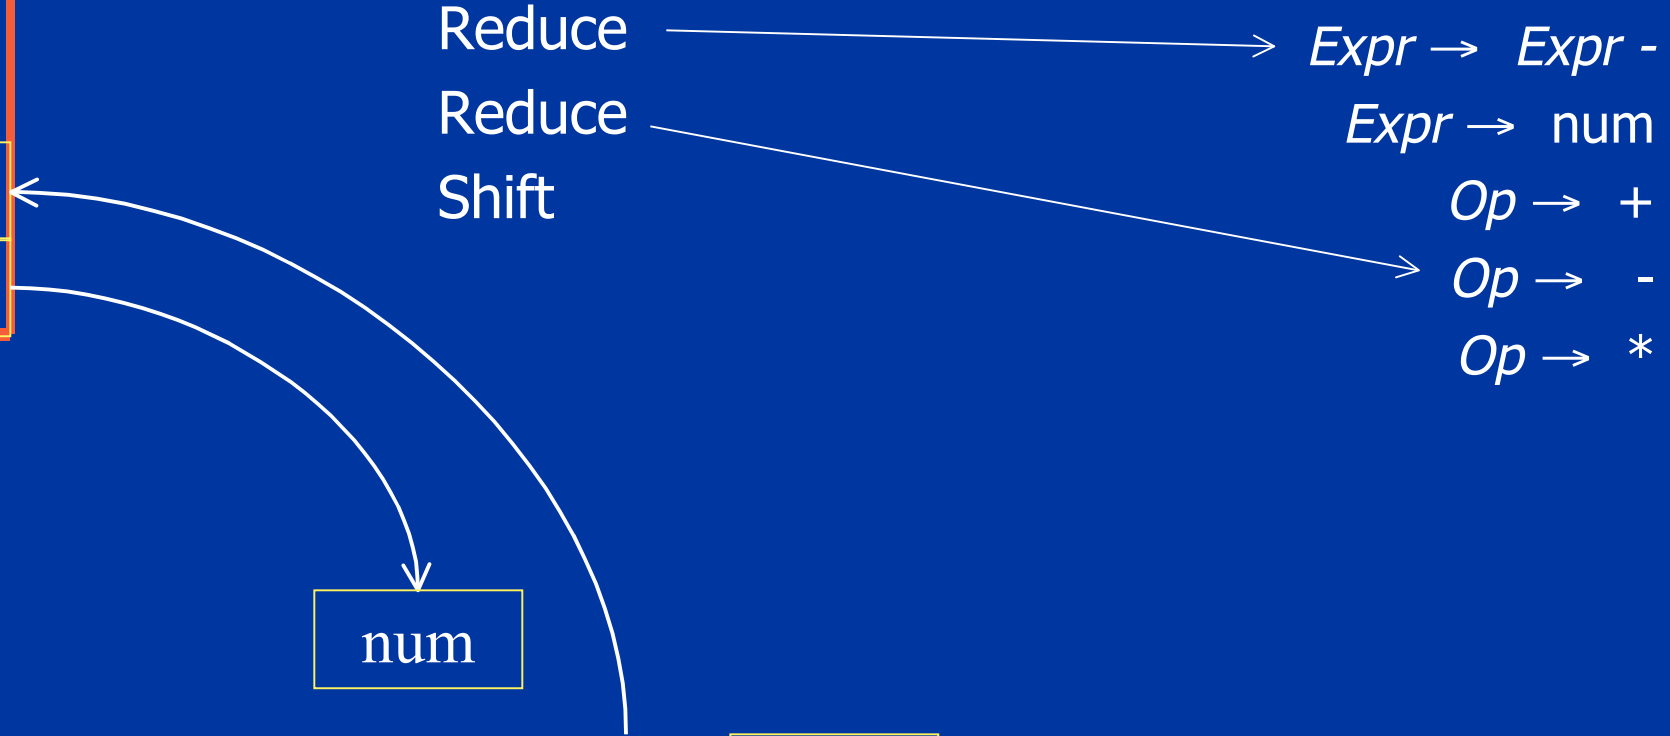 Reduce
Reduce
Shift
Expr → Expr -
Expr → num
Op → +
Op → -
Op → *
num